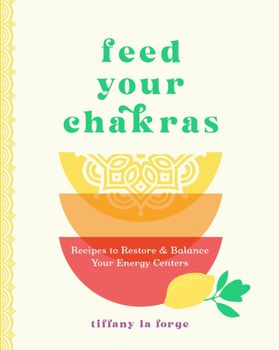 feed
your
chakras
Recipes to Restore & Balance
Your Energy Centers
tiffany la forge